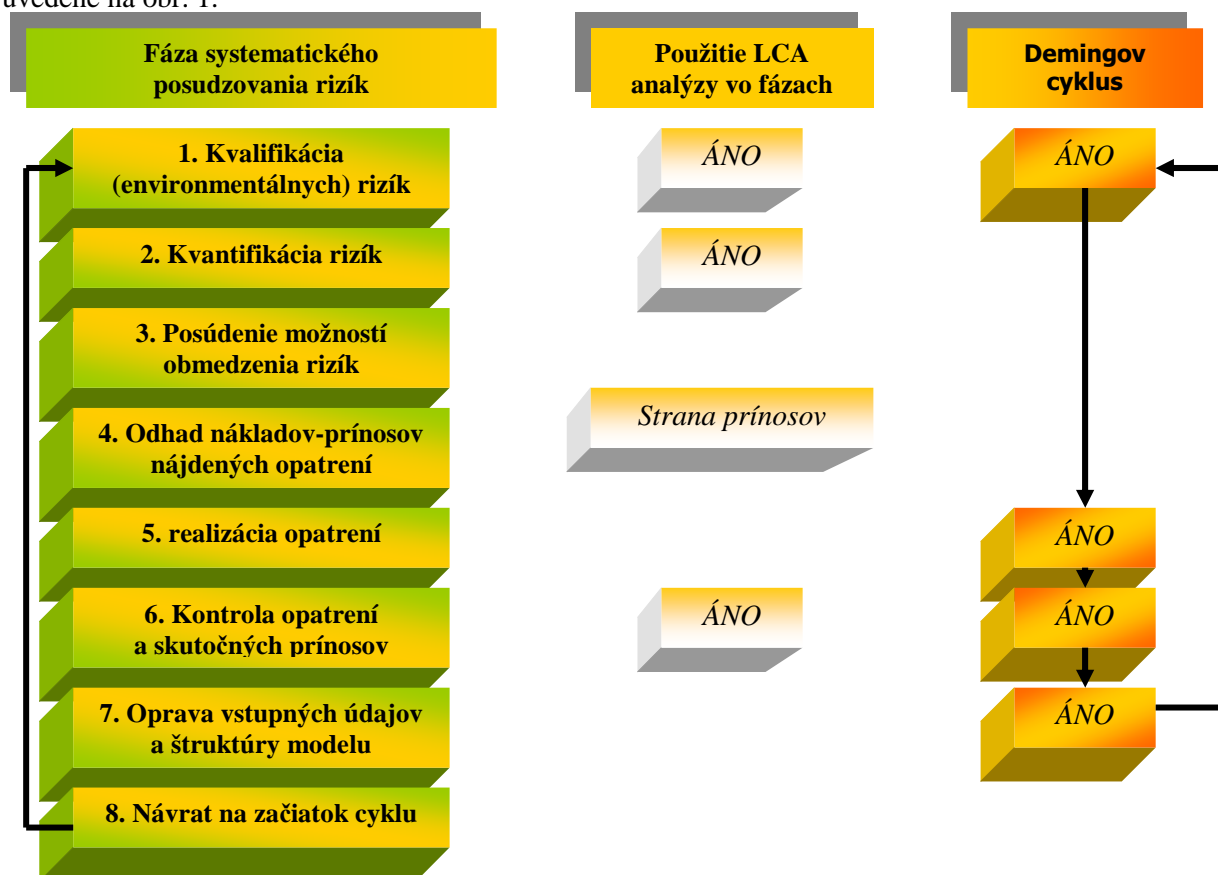 uvedené na obr. 1.
Fáza systematického
posudzovania rizík
Použitie LCA
analýzy vo fázach
Demingov
cyklus
1. Kvalifikácia
(environmentálnych) rizík
ÁNO
ÁNO
2. Kvantifikácia rizík
ÁNO
3. Posúdenie možností
obmedzenia rizík
Strana prínosov
4. Odhad nákladov-prínosov
nájdených opatrení
5. realizácia opatrení
ÁNO
6. Kontrola opatrení
a skutočných prínosov
ÁNO
ÁNO
7. Oprava vstupných údajov
a štruktúry modelu
ÁNO
8. Návrat na začiatok cyklu